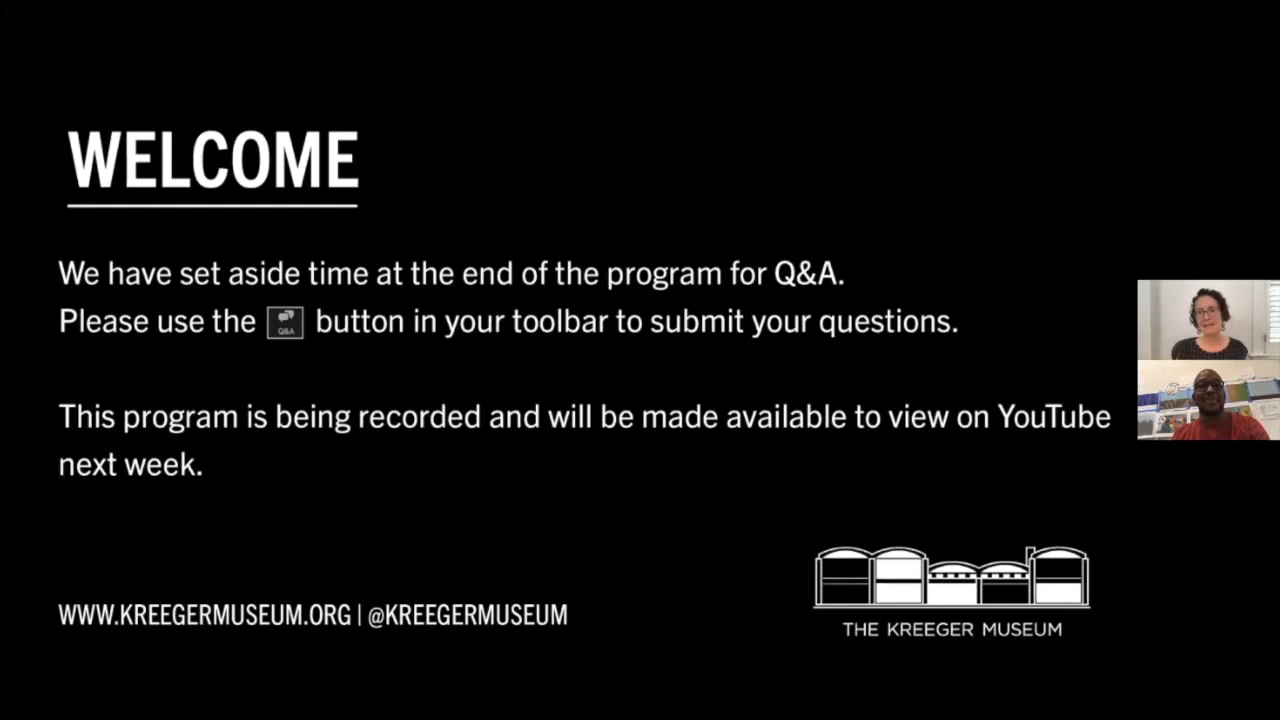 WELCOME
We have set aside time at the end of the program for Q&A.
Please use the Q&A button in your toolbar to submit your questions.
This program is being recorded and will be made available to view on YouTube
next week.
WWW.KREEGERMUSEUM.ORG | @KREEGERMUSEUM
THE KREEGER MUSEUM